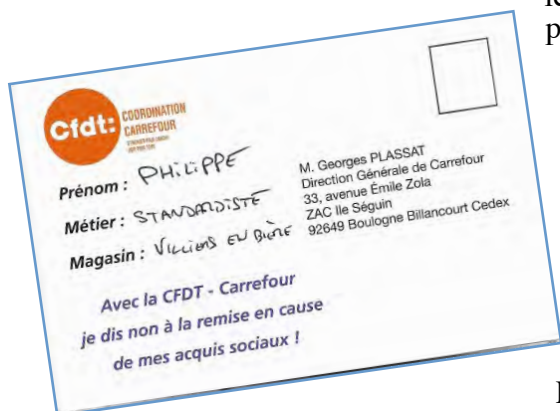 le
p
Cfdt:
COORDINATION
CARREFOUR
Prénom : PHILIPPE
Métier : STANDARDISTE
Magasin : VILLIERS EN BIÈRE
M. Georges PLASSAT
Direction Générale de Carrefour
33, avenue Émile Zola
ZAC Ile Séguin
92649 Boulogne Billancourt Cedex
Avec la CFDT - Carrefour
je dis non à la remise en cause
de mes acquis sociaux !